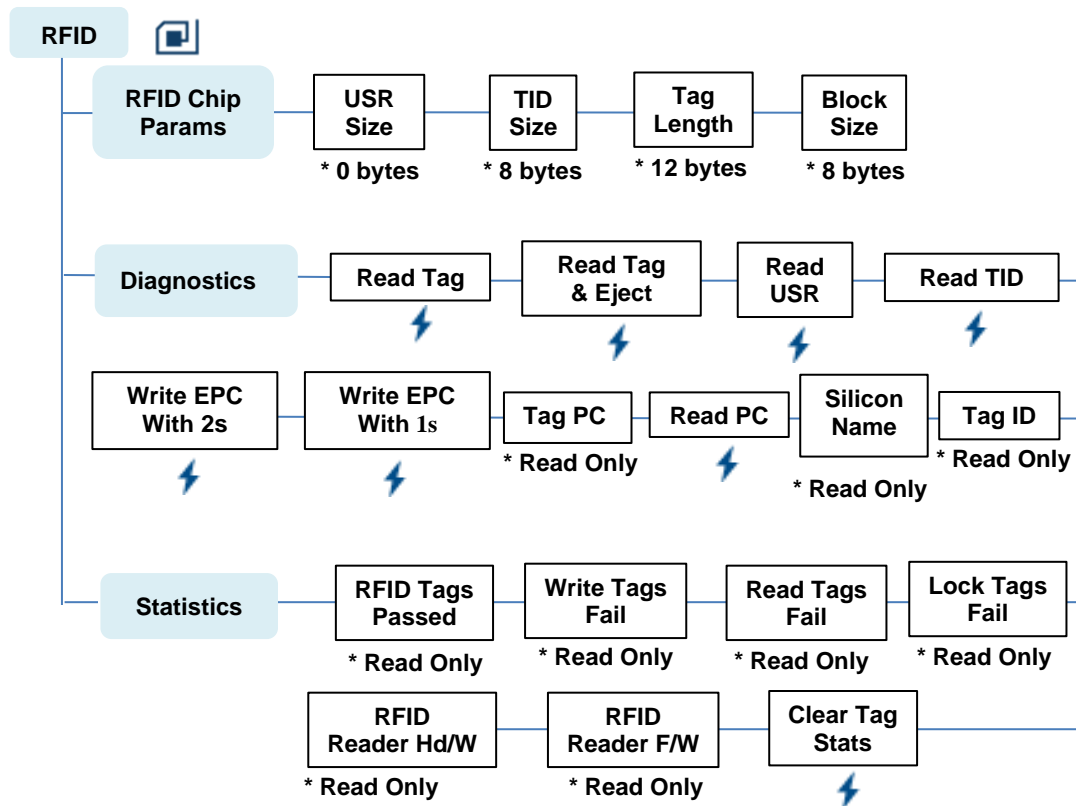 RFID
RFID Chip
Params
USR
Size
TID
Size
Tag
Length
Block
Size
* 0 bytes
* 8 bytes
* 12 bytes
* 8 bytes
Diagnostics
Read Tag
Read Tag
& Eject
Read
USR
Read TID
Write EPC
With 2s
Write EPC
With 1s
Tag PC
Read PC
Silicon
Name
Tag ID
* Read Only
* Read Only
* Read Only
Statistics
RFID Tags
Passed
Write Tags
Fail
Read Tags
Fail
Lock Tags
Fail
* Read Only
* Read Only
* Read Only
* Read Only
RFID
Reader Hd/W
RFID
Reader F/W
Clear Tag
Stats
* Read Only
* Read Only